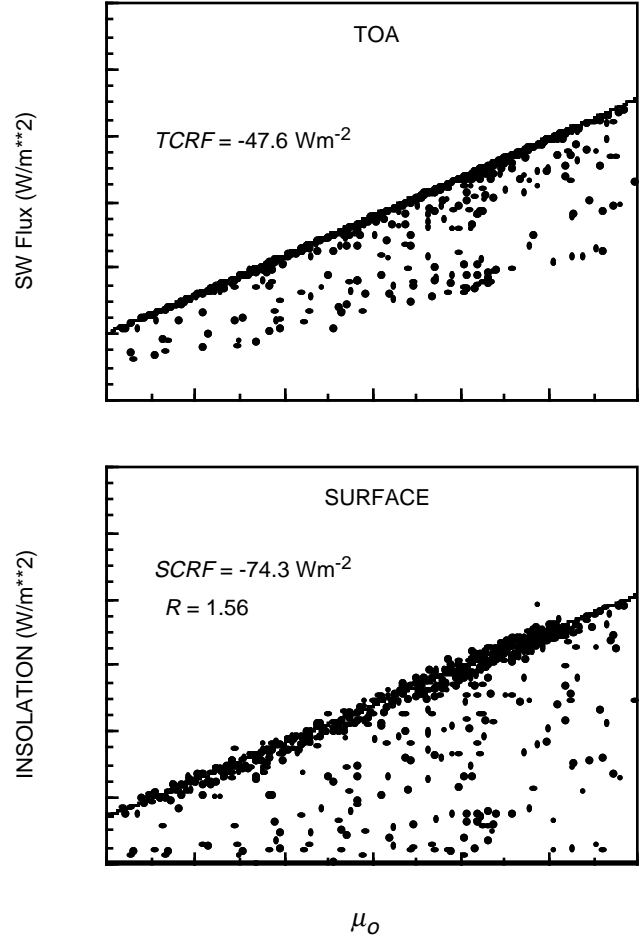 TOA
TCRF = -47.6 Wm-2
SW Flux (W/m**2)
SURFACE
SCRF = -74.3 Wm-2
R = 1.56
INSOLATION (W/m**2)
μo